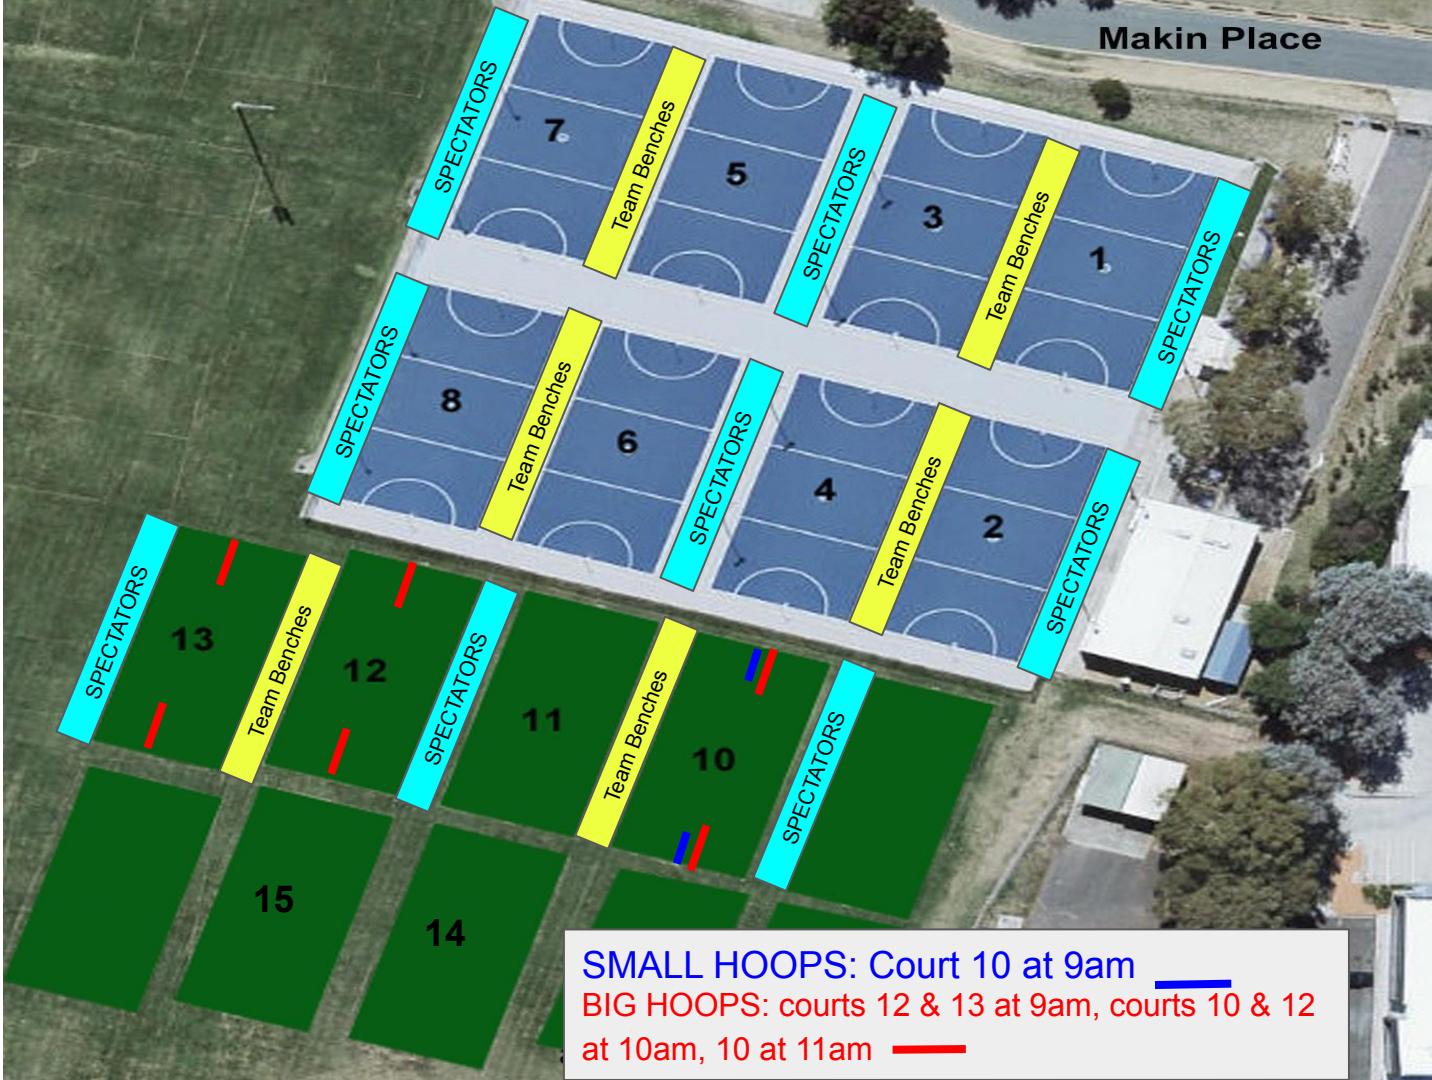 Makin Place
SPECTATORS
7
Team Benches
5
SPECTATORS
3
Team Benches
1
SPECTATORS
SPECTATORS
8
Team Benches
6
SPECTATORS
4
Team Benches
2
SPECTATORS
SPECTATORS
13
Team Benches
12
SPECTATORS
11
Team Benches
10
SPECTATORS
15
14
SMALL HOOPS: Court 10 at 9am
BIG HOOPS: courts 12 & 13 at 9am, courts 10 & 12
at 10am, 10 at 11am